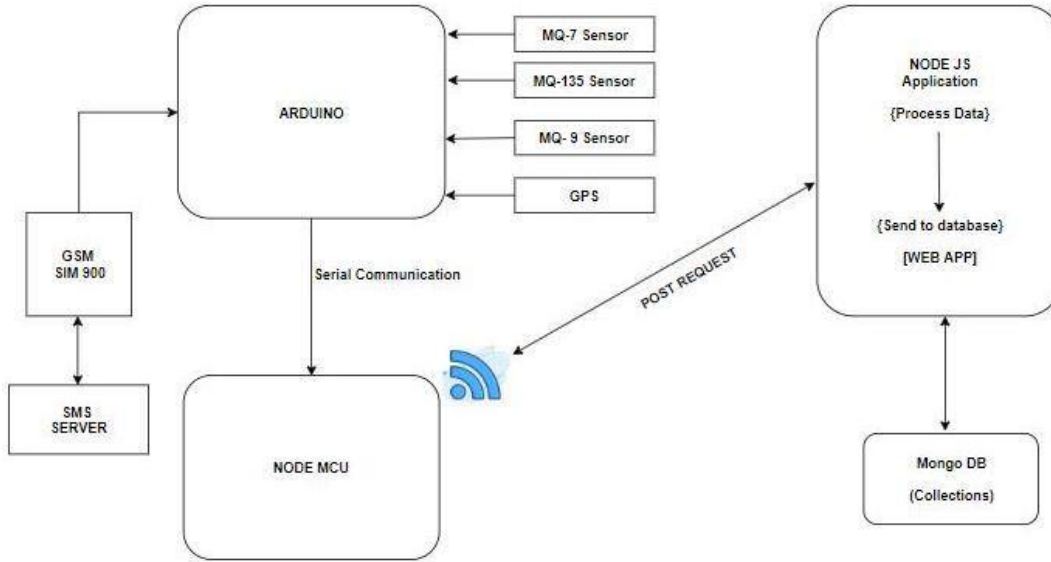 MQ-7 Sensor
MQ-135 Sensor
ARDUINO
MQ- 9 Sensor
GPS
NODE JS
Application
{Process Data}
{Send to database}
[WEB APP]
GSM
SIM 900
Serial Communication
POST REQUEST
SMS
SERVER
NODE MCU
Mongo DB
(Collections)